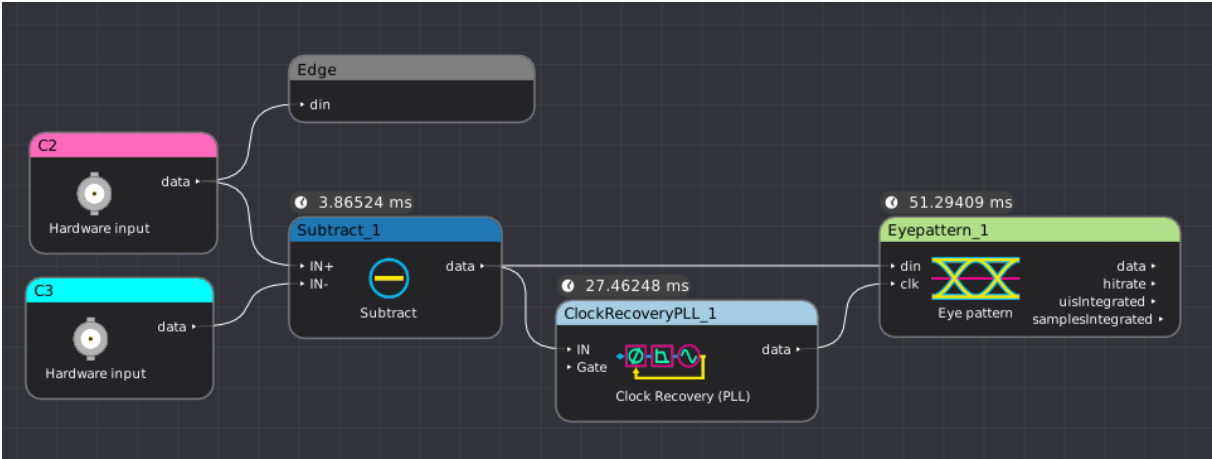 Edge
din
C2
data
Hardware input
3.86524 ms
Subtract_1
IN+
data
IN-
Subtract
C3
data
Hardware input
27.46248 ms
ClockRecoveryPLL_1
IN
data
Gate
Clock Recovery (PLL)
51.29409 ms
Eyepattern_1
din
data
clk
hitrate
uisIntegrated
Eye pattern
samplesIntegrated